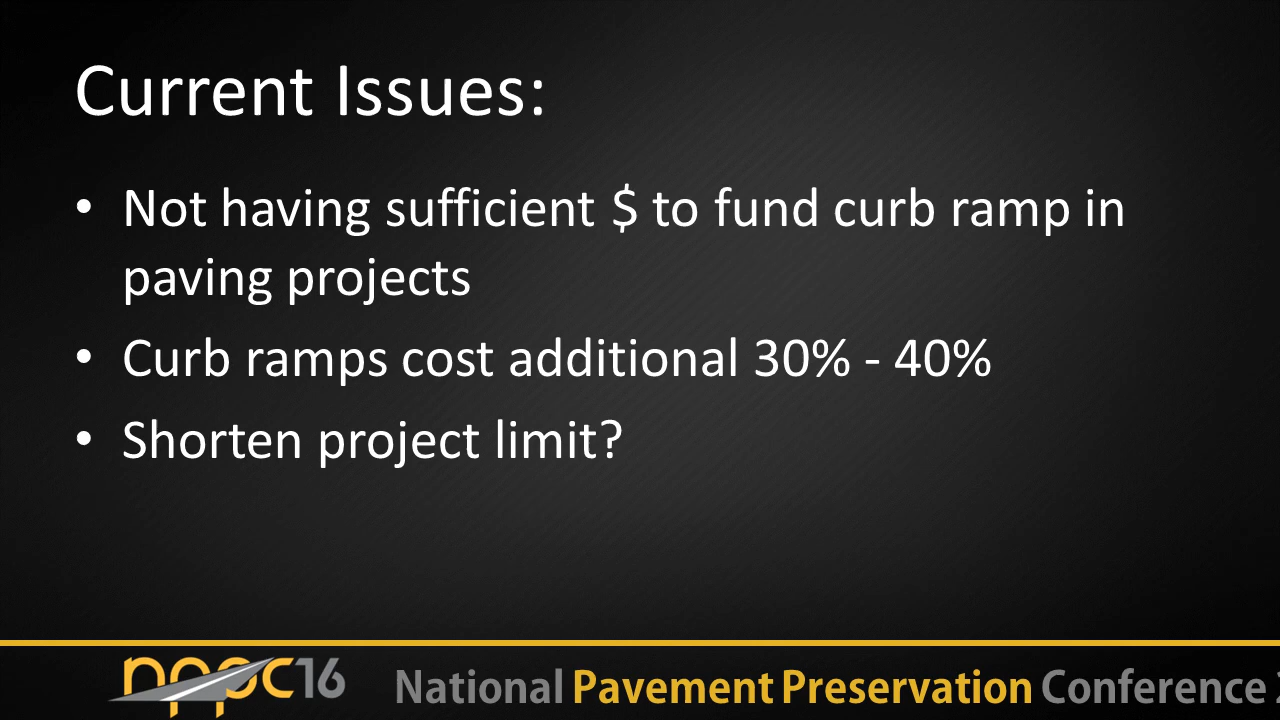 Current Issues:
• Not having sufficient $ to fund curb ramp in
paving projects
• Curb ramps cost additional 30% - 40%
• Shorten project limit?
nppc16
National Pavement Preservation Conference